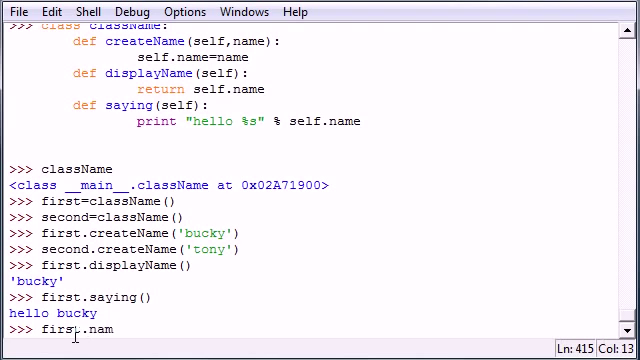 File Edit Shell Debug Options Windows Help
>>> class className:
def createName(self,name):
self.name=name
def displayName(self):
return self.name
def saying(self):
print "hello %s" % self.name
>>> className
<class __main__.className at 0x02A71900>
>>> first=className()
>>> second=className()
>>> first.createName('bucky')
>>> second.createName('tony')
>>> first.displayName()
'bucky'
>>> first.saying()
hello bucky
>>> first.nam
Ln: 415 Col: 13